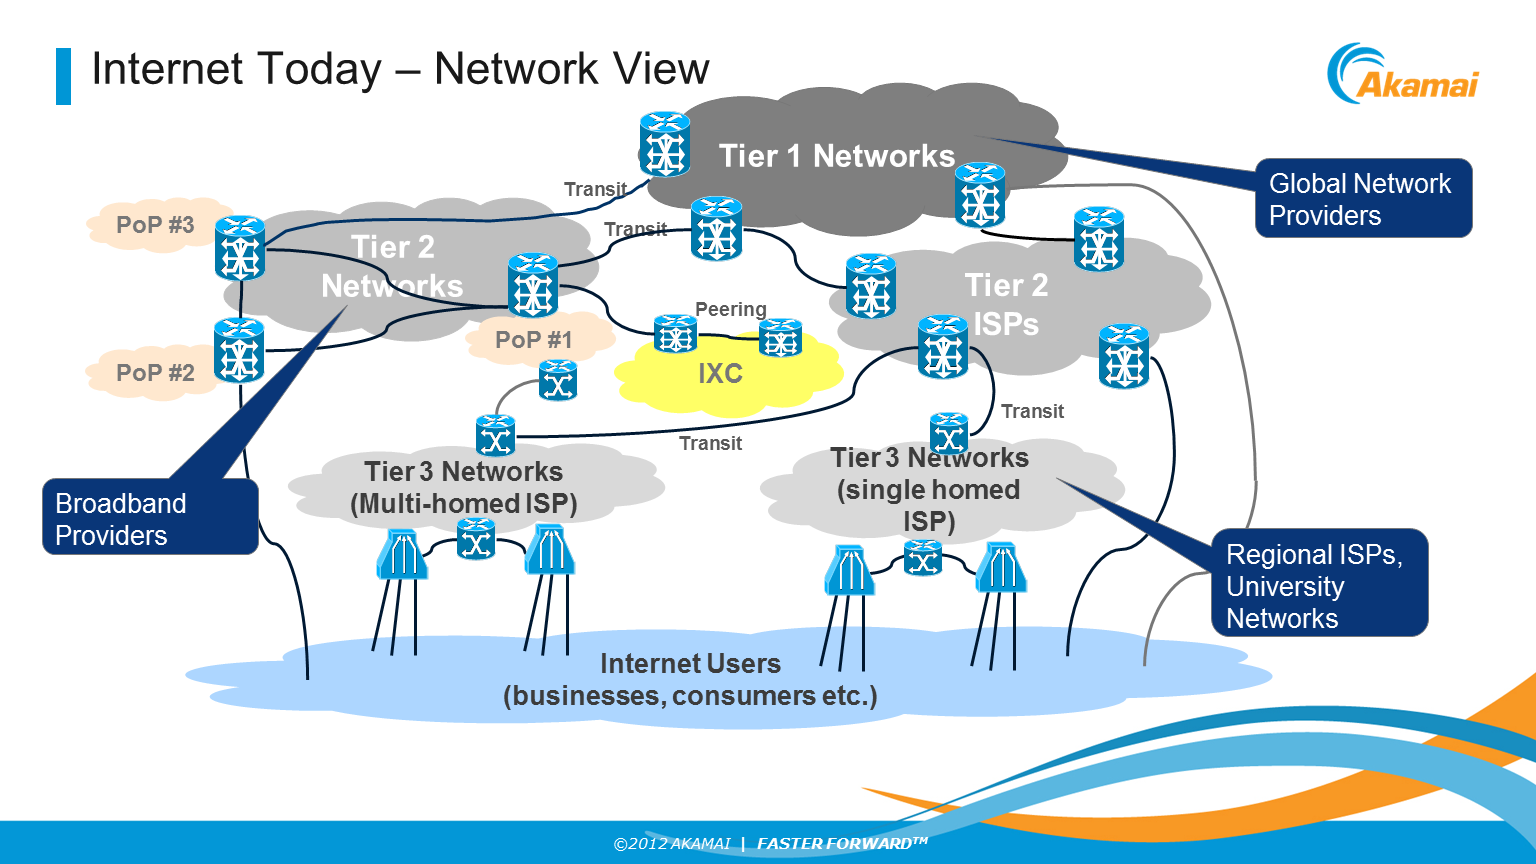 Internet Today – Network View
Akamai
Tier 1 Networks
Global Network
Providers
Transit
PoP #3
Transit
Tier 2
Networks
Tier 2
ISPs
Peering
PoP #1
IXC
PoP #2
Transit
Transit
Tier 3 Networks
(Multi-homed ISP)
Tier 3 Networks
(single homed
ISP)
Broadband
Providers
Regional ISPs,
University
Networks
Internet Users
(businesses, consumers etc.)
©2012 AKAMAI | FASTER FORWARD™